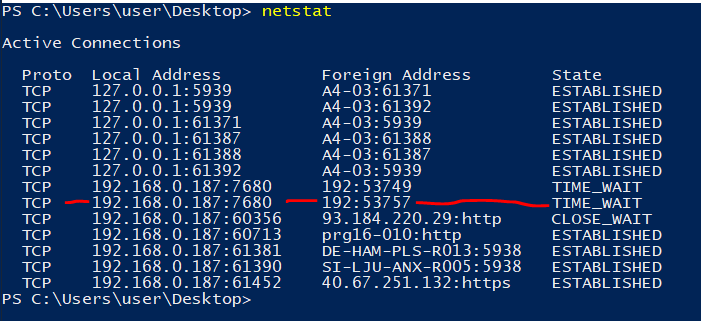 PS C:\Users\user\Desktop> netstat
Active Connections
Proto Local Address Foreign Address State
TCP 127.0.0.1:5939 A4-03:61371 ESTABLISHED
TCP 127.0.0.1:5939 A4-03:61392 ESTABLISHED
TCP 127.0.0.1:61371 A4-03:5939 ESTABLISHED
TCP 127.0.0.1:61387 A4-03:61388 ESTABLISHED
TCP 127.0.0.1:61388 A4-03:61387 ESTABLISHED
TCP 127.0.0.1:61392 A4-03:5939 ESTABLISHED
TCP 192.168.0.187:7680 192:53749 TIME_WAIT
TCP 192.168.0.187:7680 192:53757 TIME_WAIT
TCP 192.168.0.187:60356 93.184.220.29:http CLOSE_WAIT
TCP 192.168.0.187:60713 prg16-010:http ESTABLISHED
TCP 192.168.0.187:61381 DE-HAM-PLS-R013:5938 ESTABLISHED
TCP 192.168.0.187:61390 SI-LJU-ANX-R005:5938 ESTABLISHED
TCP 192.168.0.187:61452 40.67.251.132:https ESTABLISHED
PS C:\Users\user\Desktop>